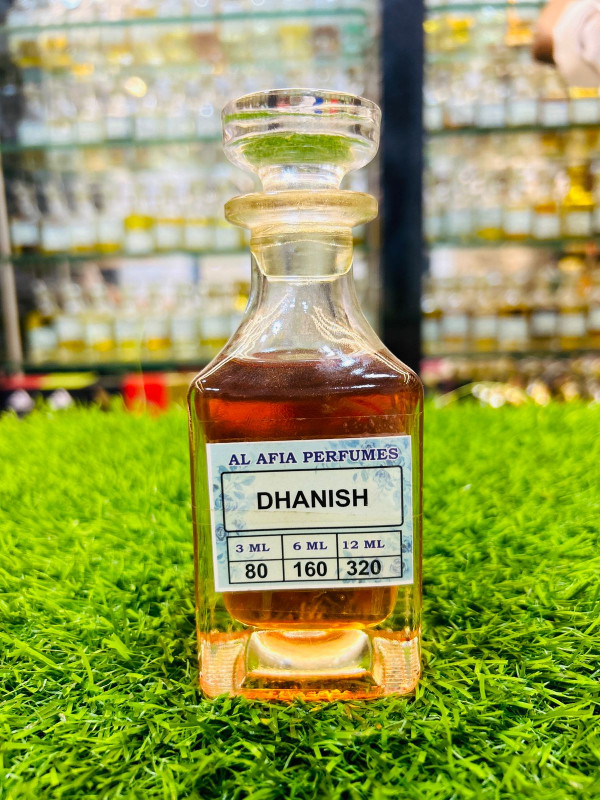 AL AFIA PERFUMES
DHANISH
3 ML 6 ML 12 ML
80 160 320